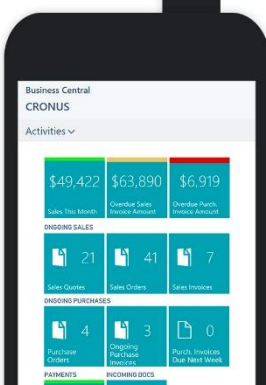 Business Central
CRONUS
Activities
$49,422 $63,890 $6,919
Sales This Month
Overdue Sales
Invoice Amount
Overdue Purch.
Invoice Amount
ONGOING SALES
21 41 7
Sales Quotes Sales Orders Sales Invoices
ONGOING PURCHASES
4 3 0
Purchase
Orders
Ongoing
Purchase
Invoices
Purch. Invoices
Due Next Week
PAYMENTS INCOMING DOCS